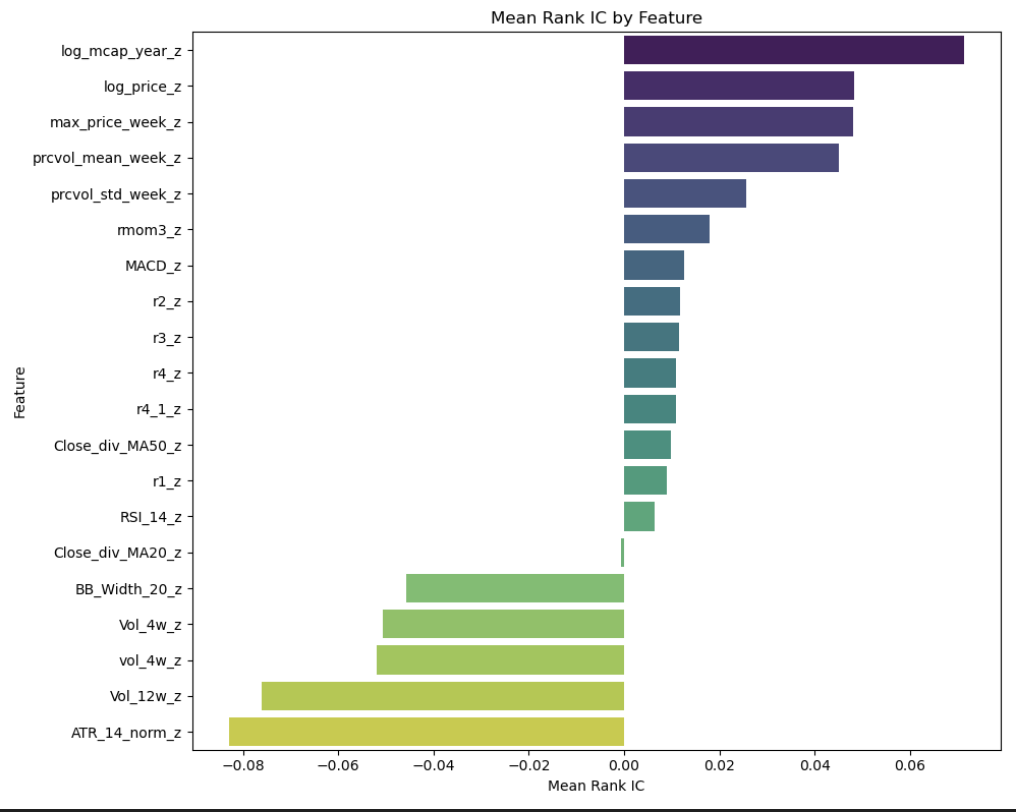 Mean Rank IC by Feature
log_mcap_year_z
log_price_z
max_price_week_z
prcvol_mean_week_z
prcvol_std_week_z
rmom3_z
MACD_z
r2_z
r3_z
r4_z
r4_1_z
Close_div_MA50_z
r1_z
RSI_14_z
Close_div_MA20_z
BB_Width_20_z
Vol_4w_z
vol_4w_z
Vol_12w_z
ATR_14_norm_z
Feature
−0.08 −0.06 −0.04 −0.02 0.00 0.02 0.04 0.06
Mean Rank IC